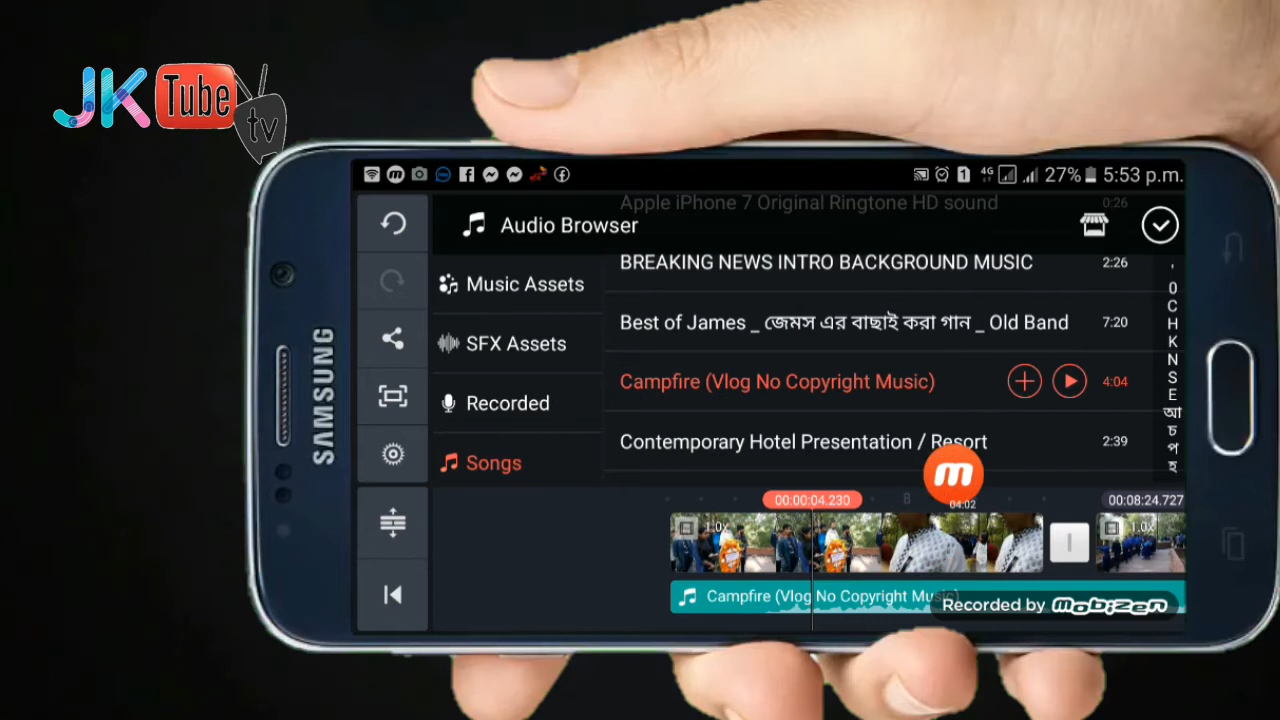 JK Tube tv
SAMSUNG
27% 5:53 p.m.
Apple iPhone 7 Original Ringtone HD sound 0:26
Audio Browser
BREAKING NEWS INTRO BACKGROUND MUSIC 2:26
Music Assets
Best of James _ জেমস এর বাছাই করা গান _ Old Band 7:20
SFX Assets
Campfire (Vlog No Copyright Music) 4:04
Recorded
Contemporary Hotel Presentation / Resort 2:39
Songs
0
C
H
K
N
S
E
আ
চ
প
হ
00:00:04.230
8
04:02
00:08:24.727
1.0x
1.0x
Campfire (Vlog No Copyright Music)
Recorded by Mobizen